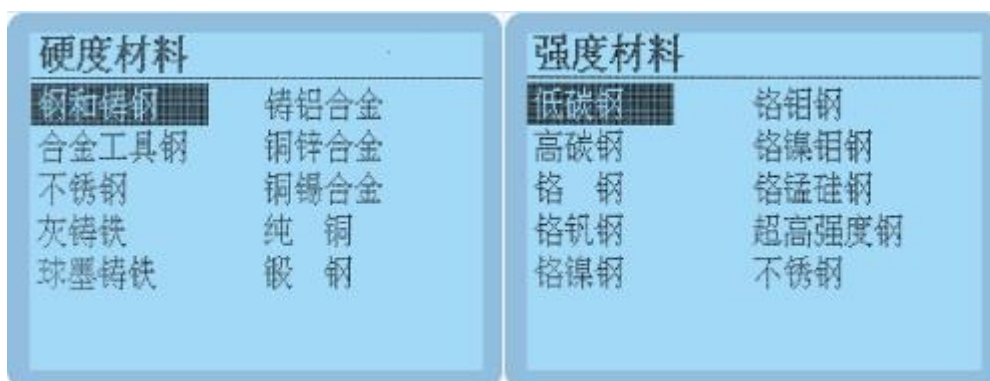 硬度材料
钢和铸钢 铸铝合金
合金工具钢 铜锌合金
不锈钢 铜锡合金
灰铸铁 纯 铜
球墨铸铁 锻 钢
强度材料
低碳钢 铬钼钢
高碳钢 铬镍钼钢
铬 钢 铬锰硅钢
铬钒钢 超高强度钢
铬镍钢 不锈钢